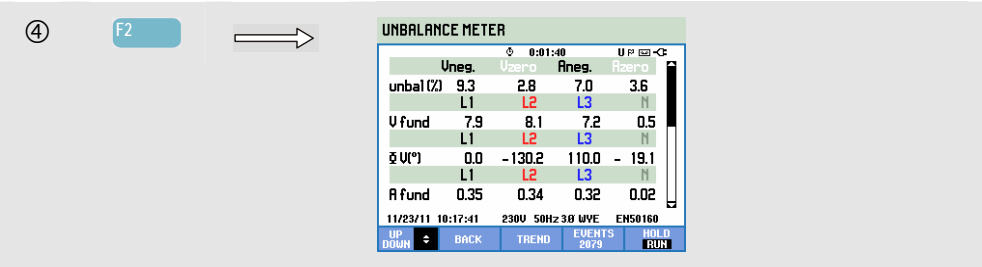 ④ F2
UNBALANCE METER
0:01:40 U
Vneg. Vzero Aneg. Azero
unbal(%) 9.3 2.8 7.0 3.6
L1 L2 L3 N
V fund 7.9 8.1 7.2 0.5
L1 L2 L3 N
Φ V(°) 0.0 -130.2 110.0 - 19.1
L1 L2 L3 N
A fund 0.35 0.34 0.32 0.02
11/23/11 10:17:41 230V 50Hz 3Ø WYE EN50160
UP DOWN BACK TREND EVENTS 2079 HOLD RUN